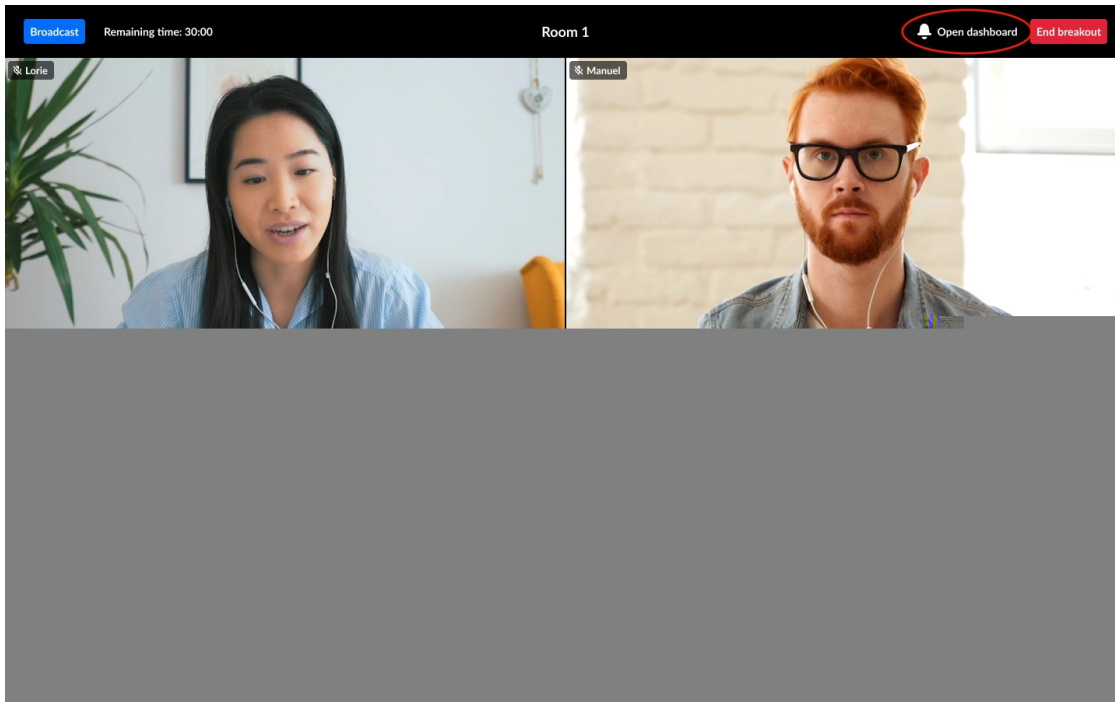 Broadcast
Remaining time: 30:00
Room 1
Open dashboard
End breakout
Lorie
Manuel